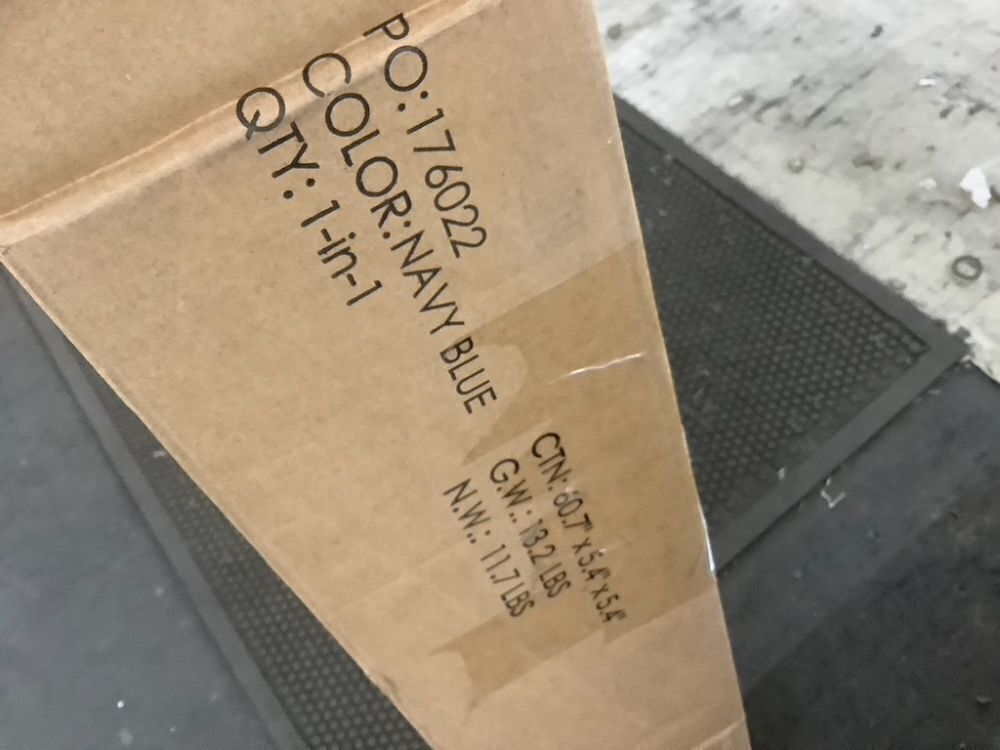 PO:176022
COLOR:NAVY BLUE
QTY: 1-in-1
CTN: 60.7" x 5.4" x 5.4"
G.W.: 13.2 LBS
N.W.: 11.7 LBS